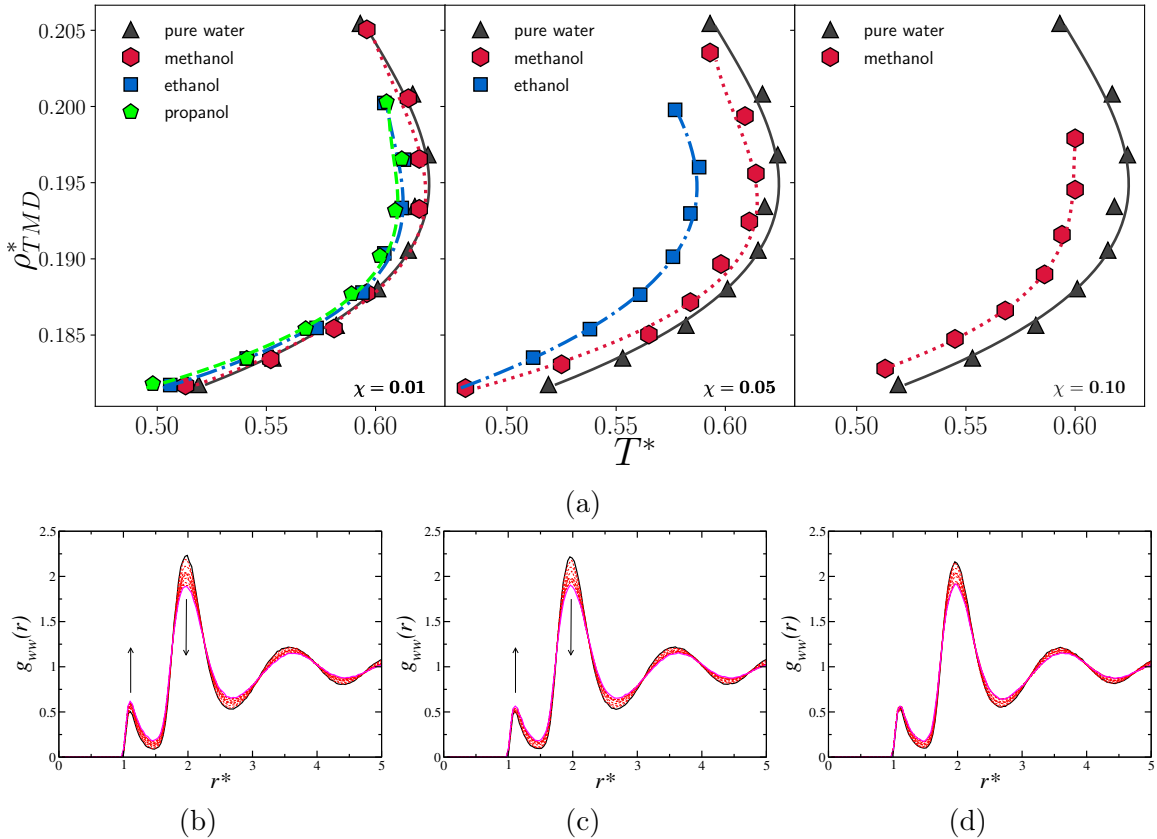 0.205
0.200
0.195
0.190
0.185
ρ*TMD
pure water
methanol
ethanol
propanol
χ = 0.01
pure water
methanol
ethanol
χ = 0.05
pure water
methanol
χ = 0.10
0.50 0.55 0.60 0.50 0.55 0.60 0.50 0.55 0.60
T*
(a)
2.5
2
1.5
1
0.5
0
g_ww(r)
0 1 2 3 4 5
r*
(b)
2.5
2
1.5
1
0.5
0
g_ww(r)
0 1 2 3 4 5
r*
(c)
2.5
2
1.5
1
0.5
0
g_ww(r)
0 1 2 3 4 5
r*
(d)